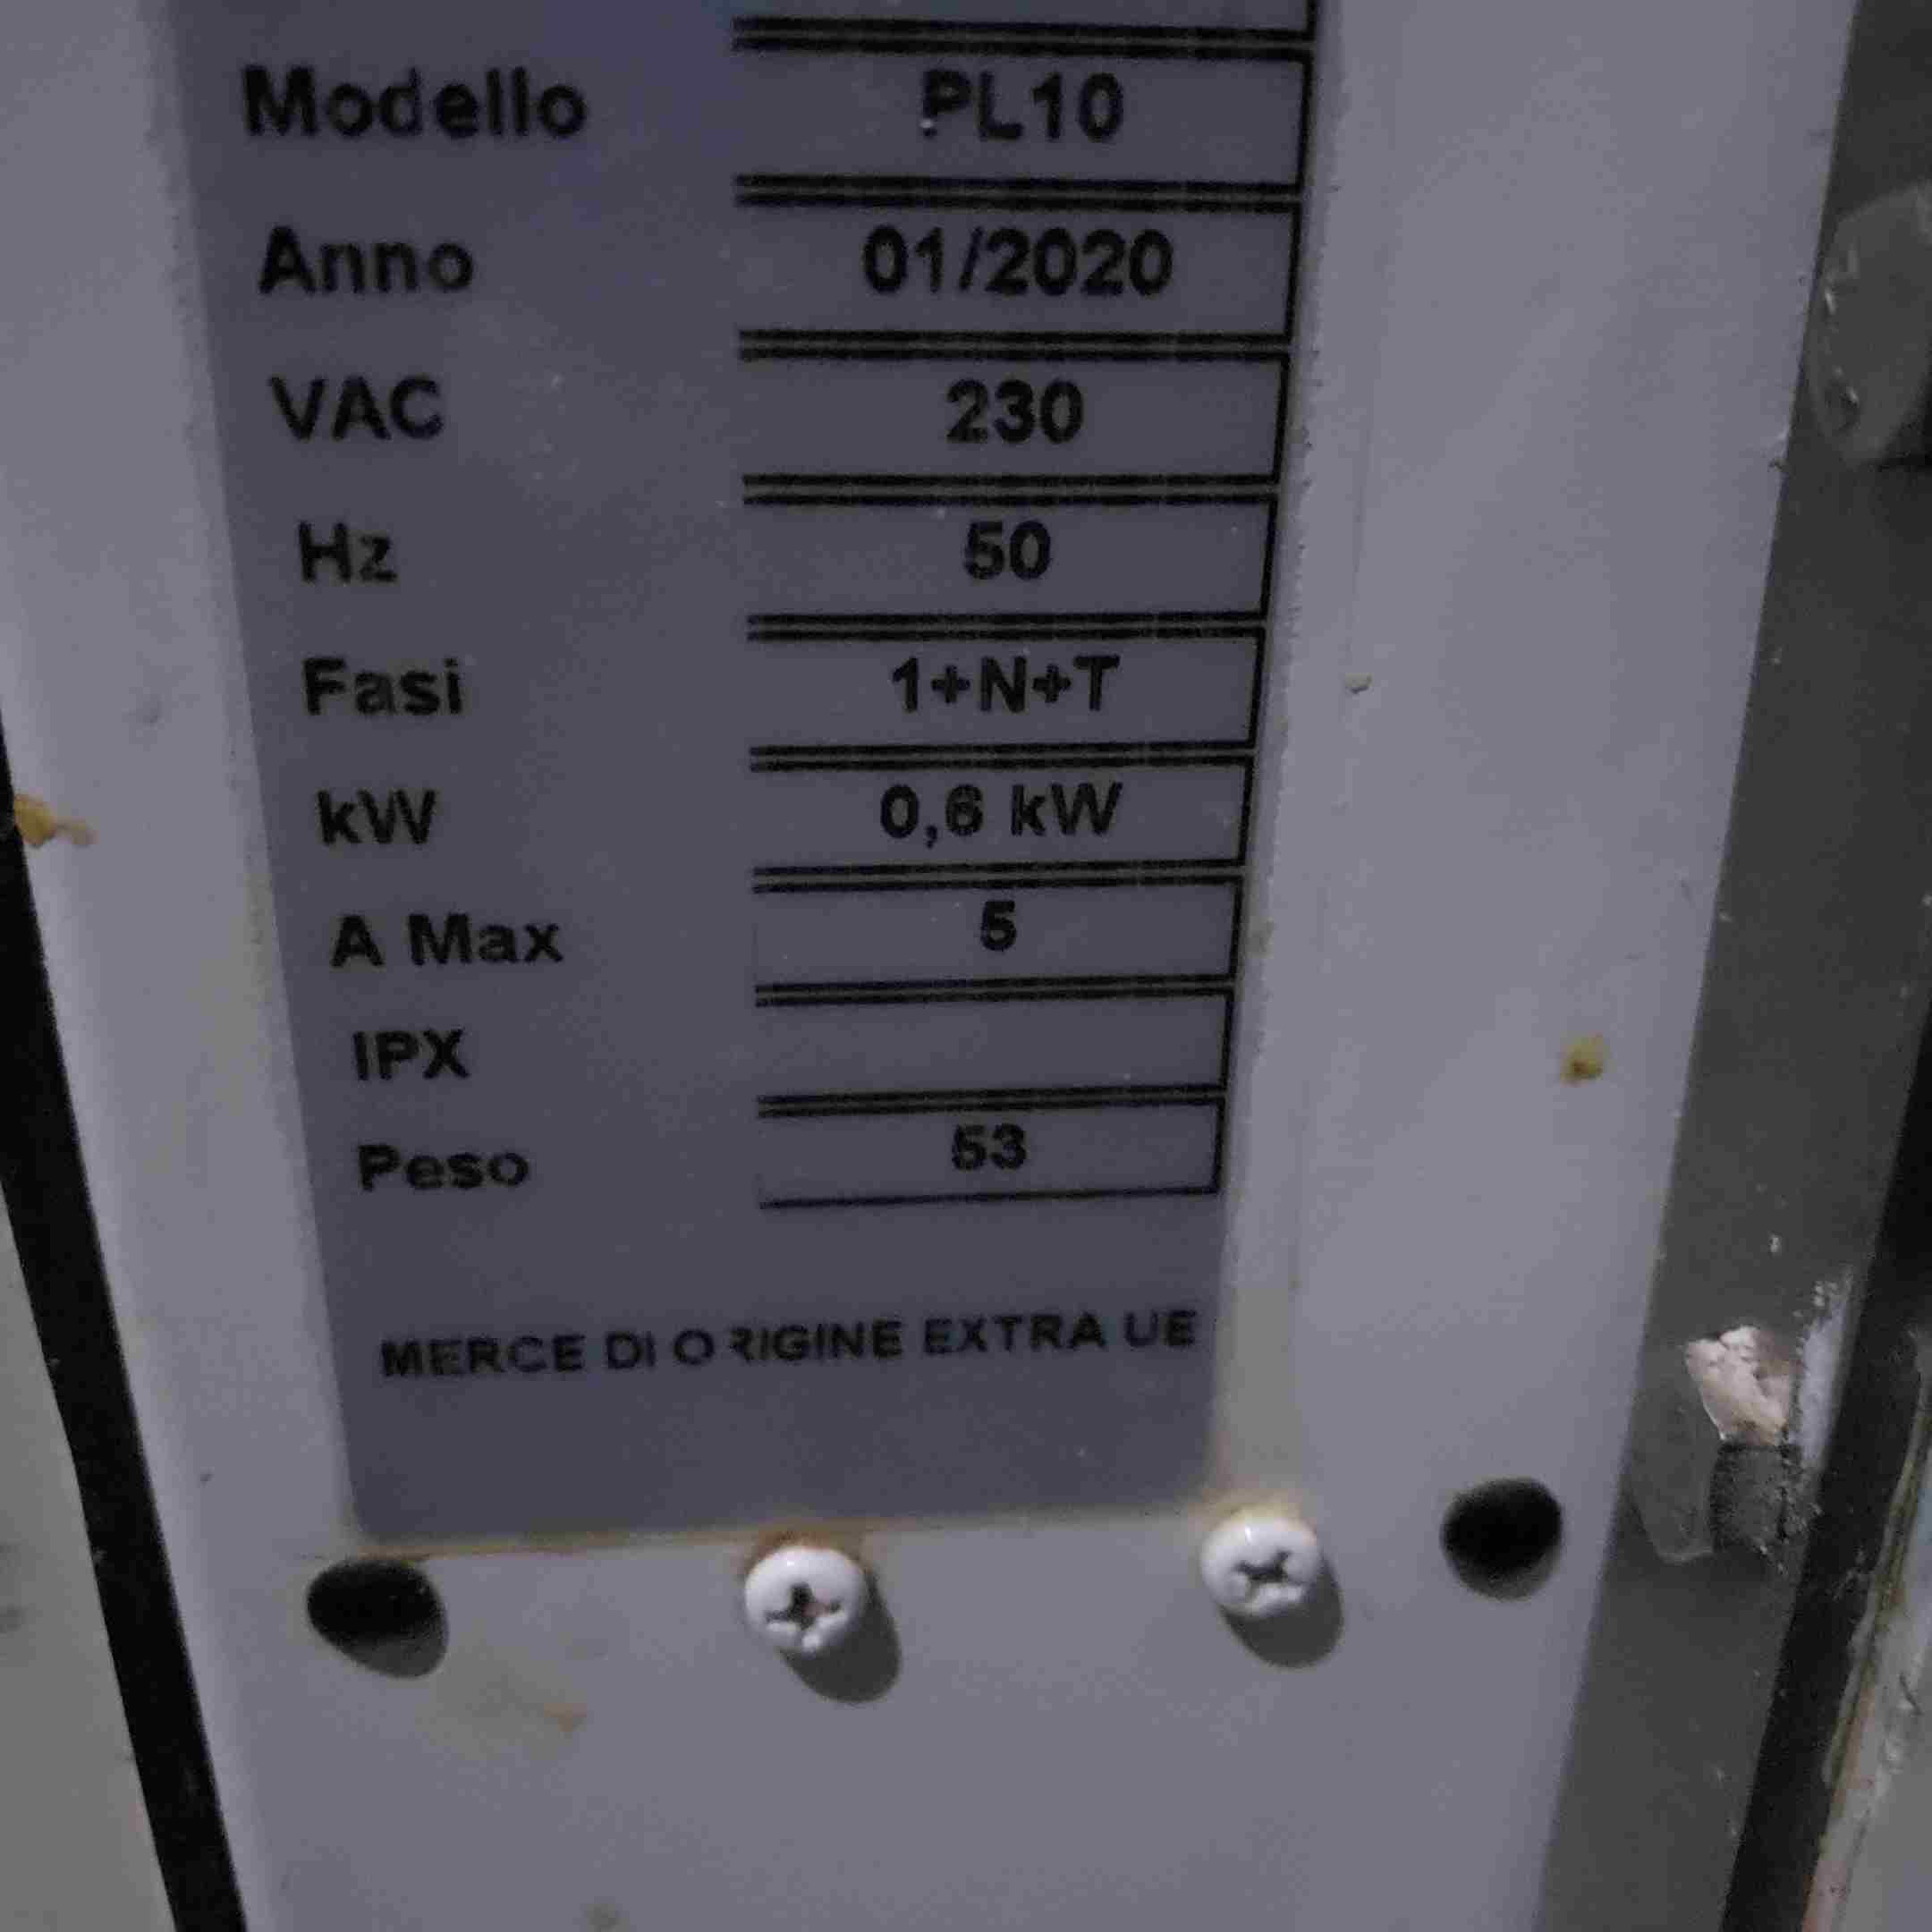 Modello PL10
Anno 01/2020
VAC 230
Hz 50
Fasi 1+N+T
kW 0,6 kW
A Max 5
IPX
Peso 53
MERCE DI ORIGINE EXTRA UE